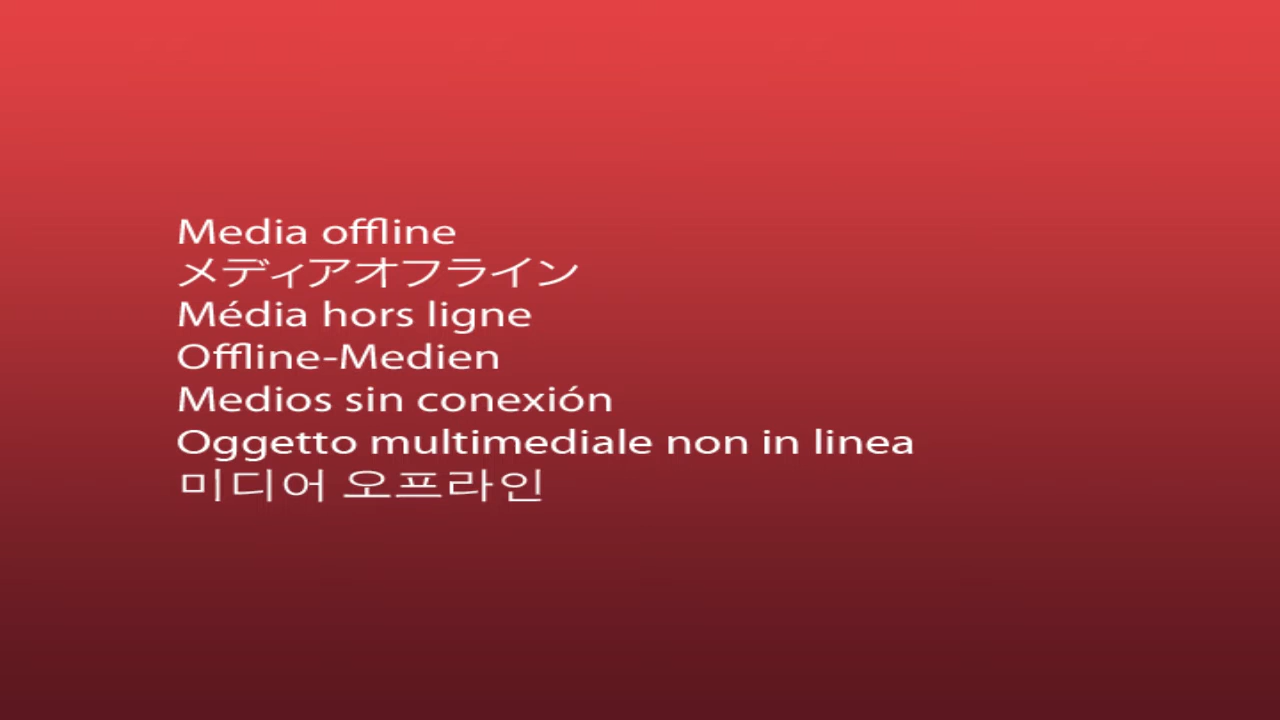 Media offline
メディアオフライン
Média hors ligne
Offline-Medien
Medios sin conexión
Oggetto multimediale non in linea
미디어 오프라인